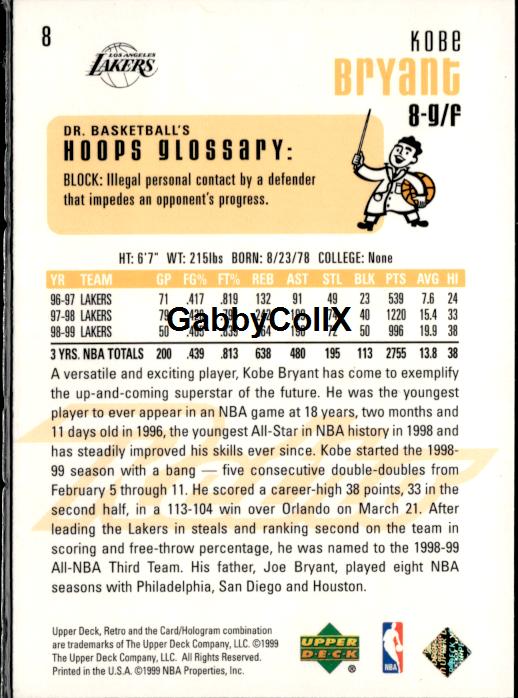 8
LOS ANGELES
LAKERS
KOBE
BryanT
8-g/f
DR. BASKETBALL'S
HOOPS glossary:
BLOCK: Illegal personal contact by a defender
that impedes an opponent's progress.
HT: 6'7" WT: 215lbs BORN: 8/23/78 COLLEGE: None
YR TEAM GP FG% FT% REB AST STL BLK PTS AVG HI
96-97 LAKERS 71 .417 .819 132 91 49 23 539 7.6 24
97-98 LAKERS 79 40 1220 15.4 33
GabbyCollX
98-99 LAKERS 50 50 996 19.9 38
3 YRS. NBA TOTALS 200 .439 .813 638 480 195 113 2755 13.8 38
A versatile and exciting player, Kobe Bryant has come to exemplify
the up-and-coming superstar of the future. He was the youngest
player to ever appear in an NBA game at 18 years, two months and
11 days old in 1996, the youngest All-Star in NBA history in 1998 and
has steadily improved his skills ever since. Kobe started the 1998-
99 season with a bang — five consecutive double-doubles from
February 5 through 11. He scored a career-high 38 points, 33 in the
second half, in a 113-104 win over Orlando on March 21. After
leading the Lakers in steals and ranking second on the team in
scoring and free-throw percentage, he was named to the 1998-99
All-NBA Third Team. His father, Joe Bryant, played eight NBA
seasons with Philadelphia, San Diego and Houston.
Upper Deck, Retro and the Card/Hologram combination
are trademarks of The Upper Deck Company, LLC. ©1999
The Upper Deck Company, LLC. All Rights Reserved.
Printed in the U.S.A. ©1999 NBA Properties, Inc.
UPPER
DECK
®
NBA